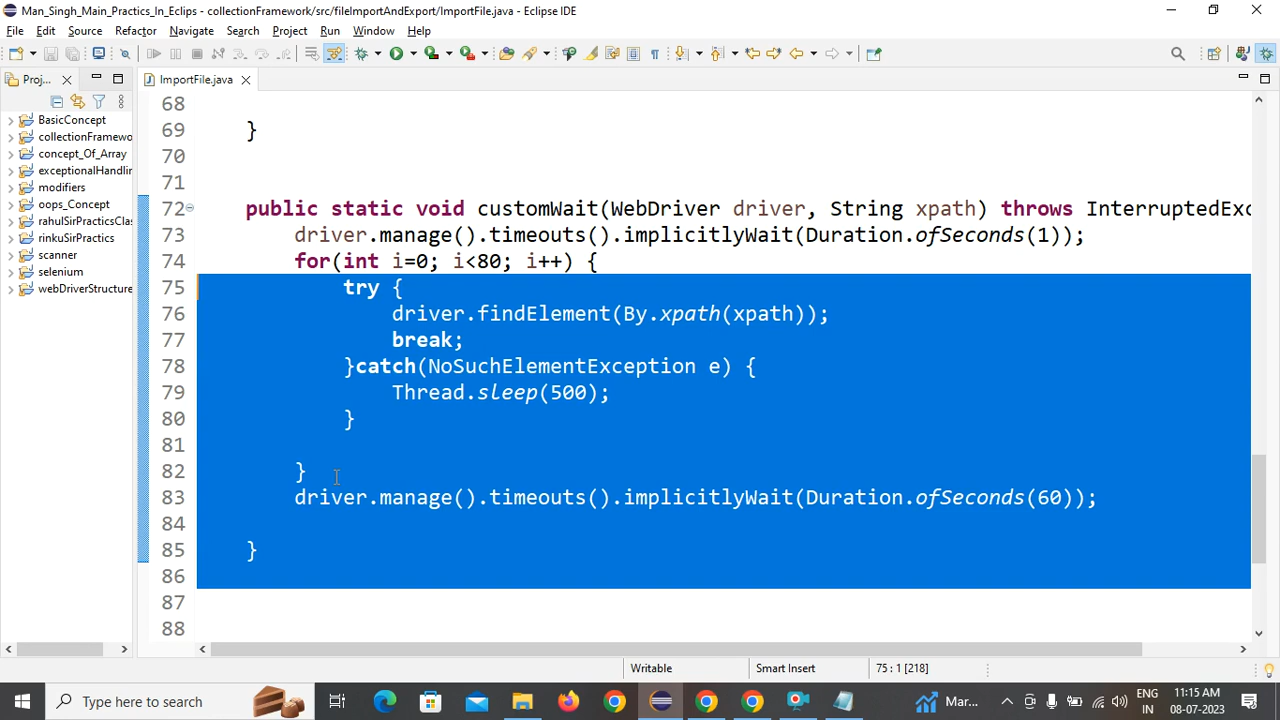 Man_Singh_Main_Practics_In_Eclips - collectionFramework/src/fileImportAndExport/ImportFile.java - Eclipse IDE
File Edit Source Refactor Navigate Search Project Run Window Help
Proj...
ImportFile.java
BasicConcept
collectionFramewo
concept_Of_Array
exceptionalHandlin
modifiers
oops_Concept
rahulSirPracticsClas
rinkuSirPractics
scanner
selenium
webDriverStructure
68
69 }
70
71
72 public static void customWait(WebDriver driver, String xpath) throws InterruptedExc
73 driver.manage().timeouts().implicitlyWait(Duration.ofSeconds(1));
74 for(int i=0; i<80; i++) {
75 try {
76 driver.findElement(By.xpath(xpath));
77 break;
78 }catch(NoSuchElementException e) {
79 Thread.sleep(500);
80 }
81
82 }
83 driver.manage().timeouts().implicitlyWait(Duration.ofSeconds(60));
84
85 }
86
87
88
Writable Smart Insert 75 : 1 [218]
Type here to search Mar... ENG IN 11:15 AM 08-07-2023